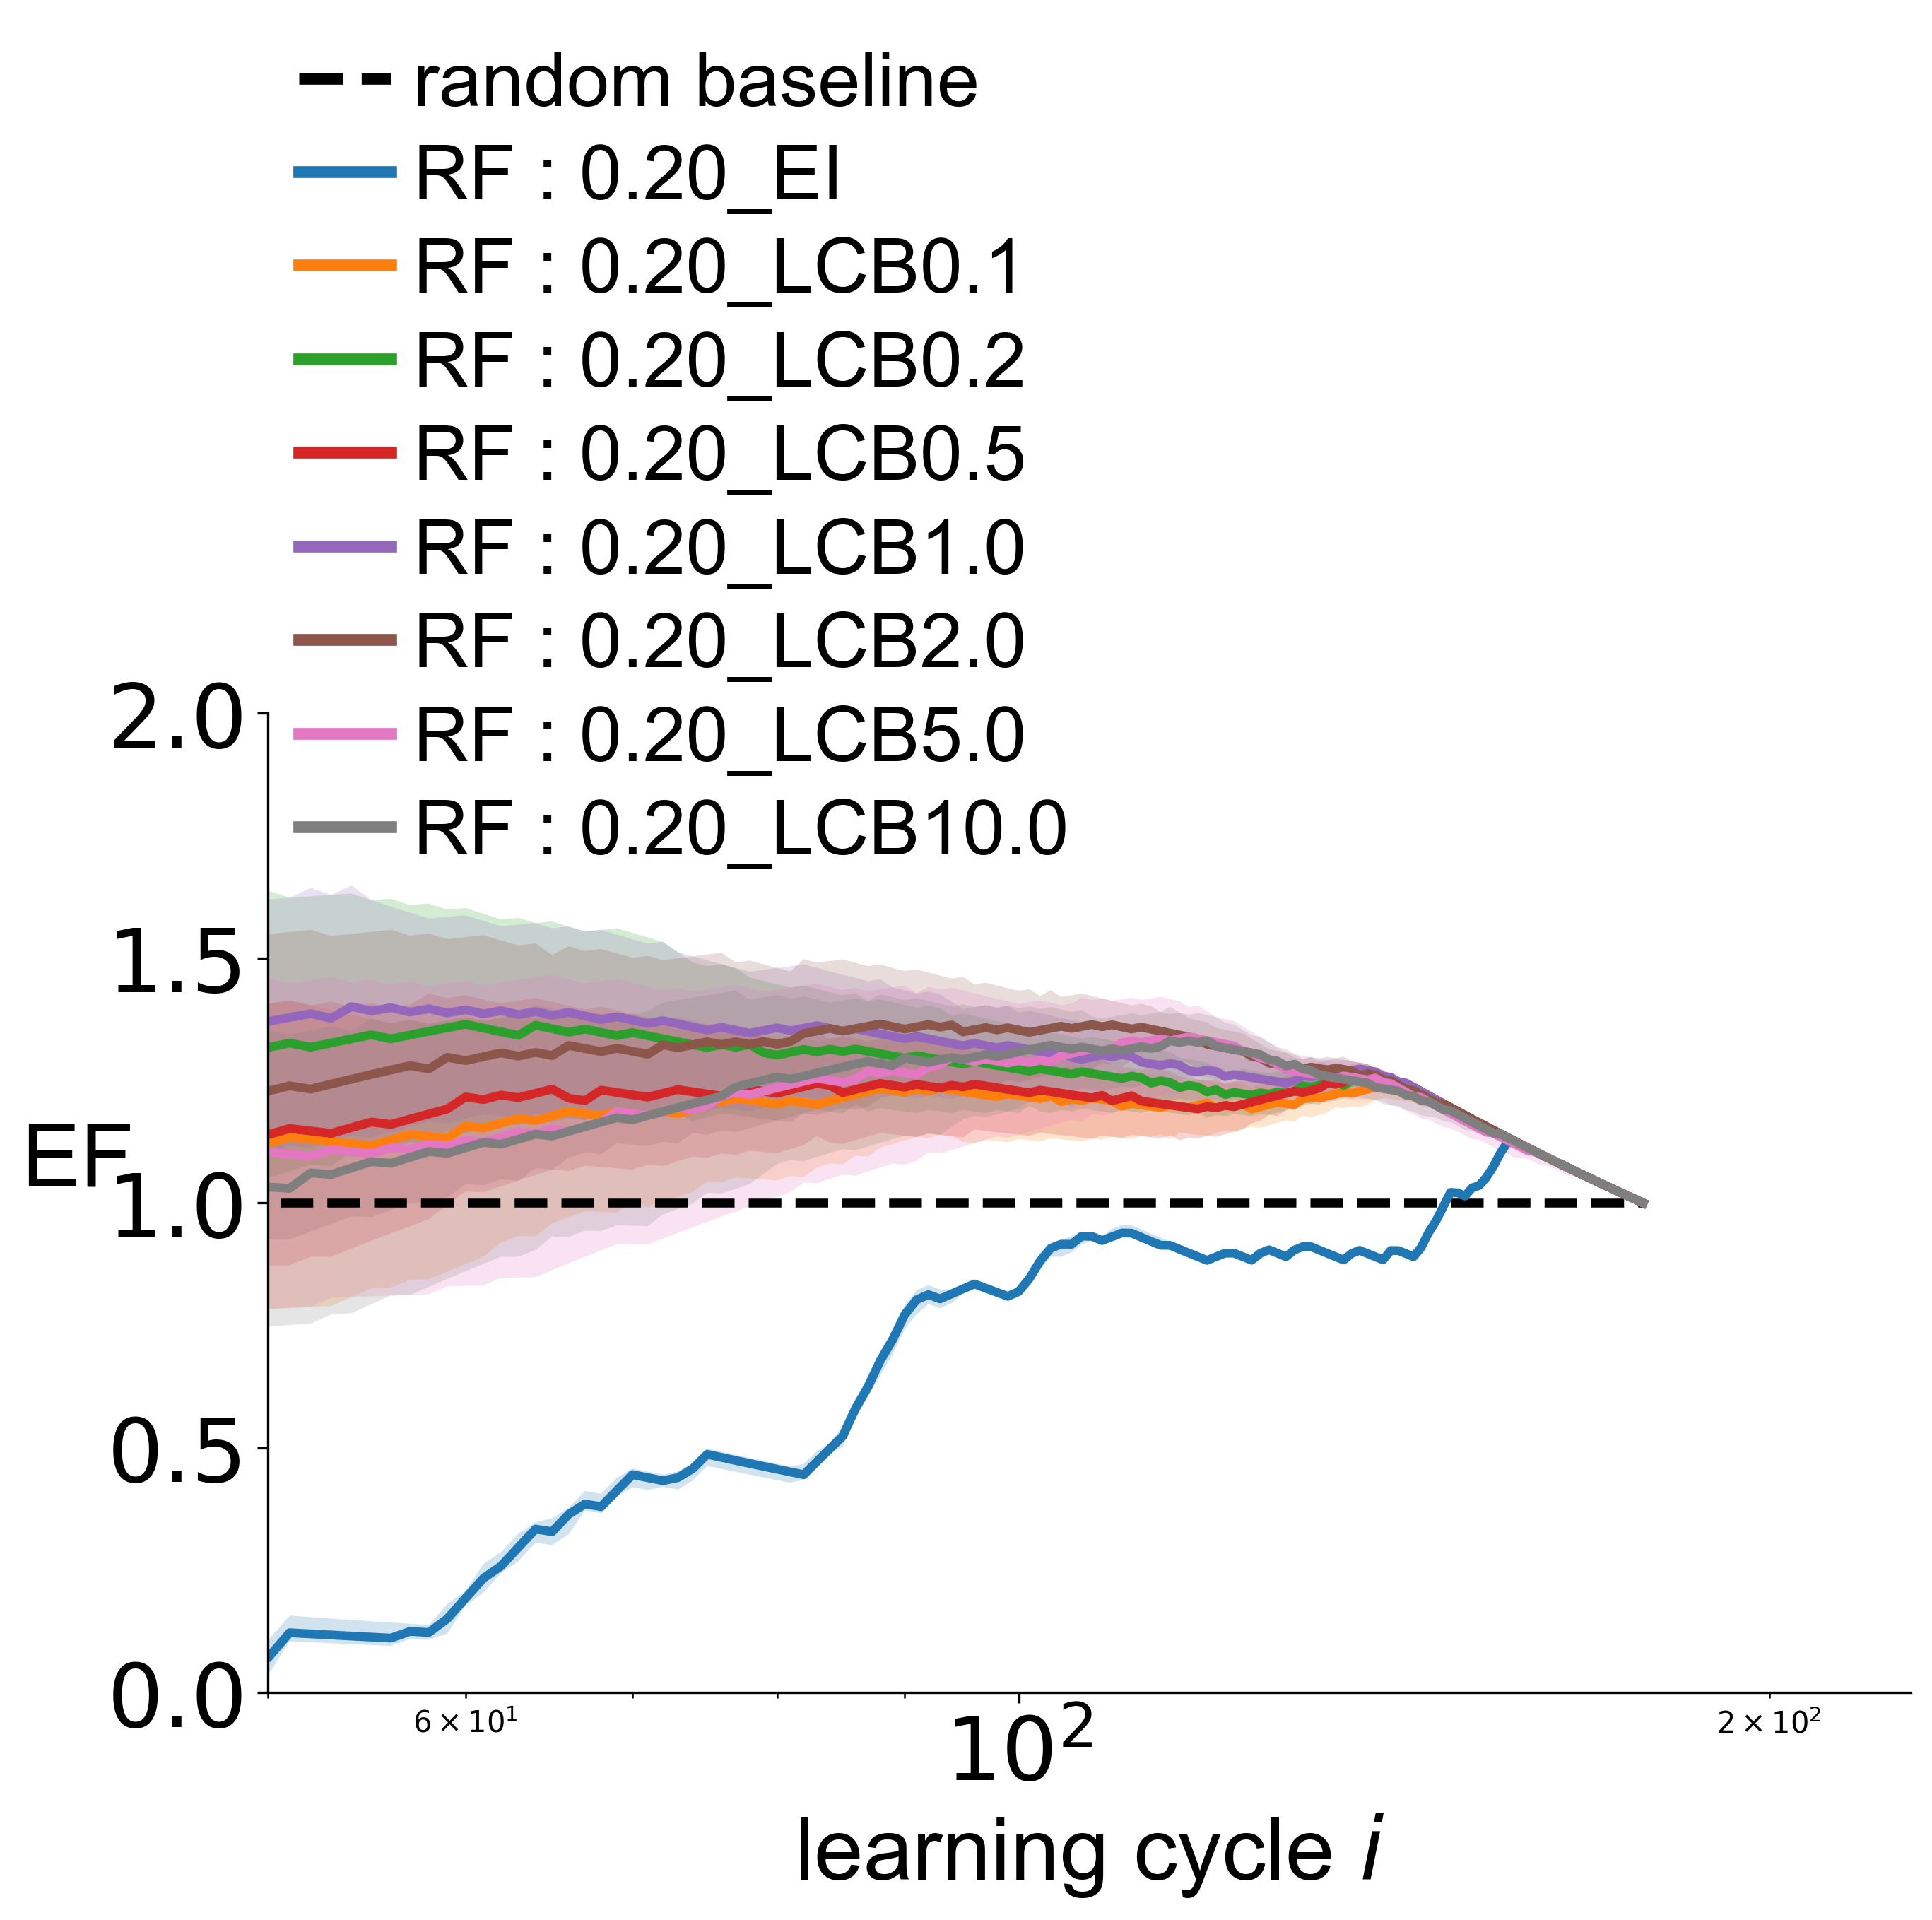 random baseline
RF : 0.20_EI
RF : 0.20_LCB0.1
RF : 0.20_LCB0.2
RF : 0.20_LCB0.5
RF : 0.20_LCB1.0
RF : 0.20_LCB2.0
RF : 0.20_LCB5.0
RF : 0.20_LCB10.0
2.0
1.5
EF
1.0
0.5
0.0
6 × 10¹
10²
2 × 10²
learning cycle i